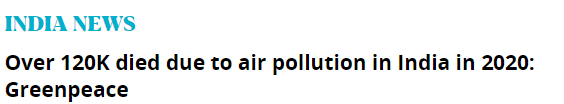 INDIA NEWS
Over 120K died due to air pollution in India in 2020:
Greenpeace